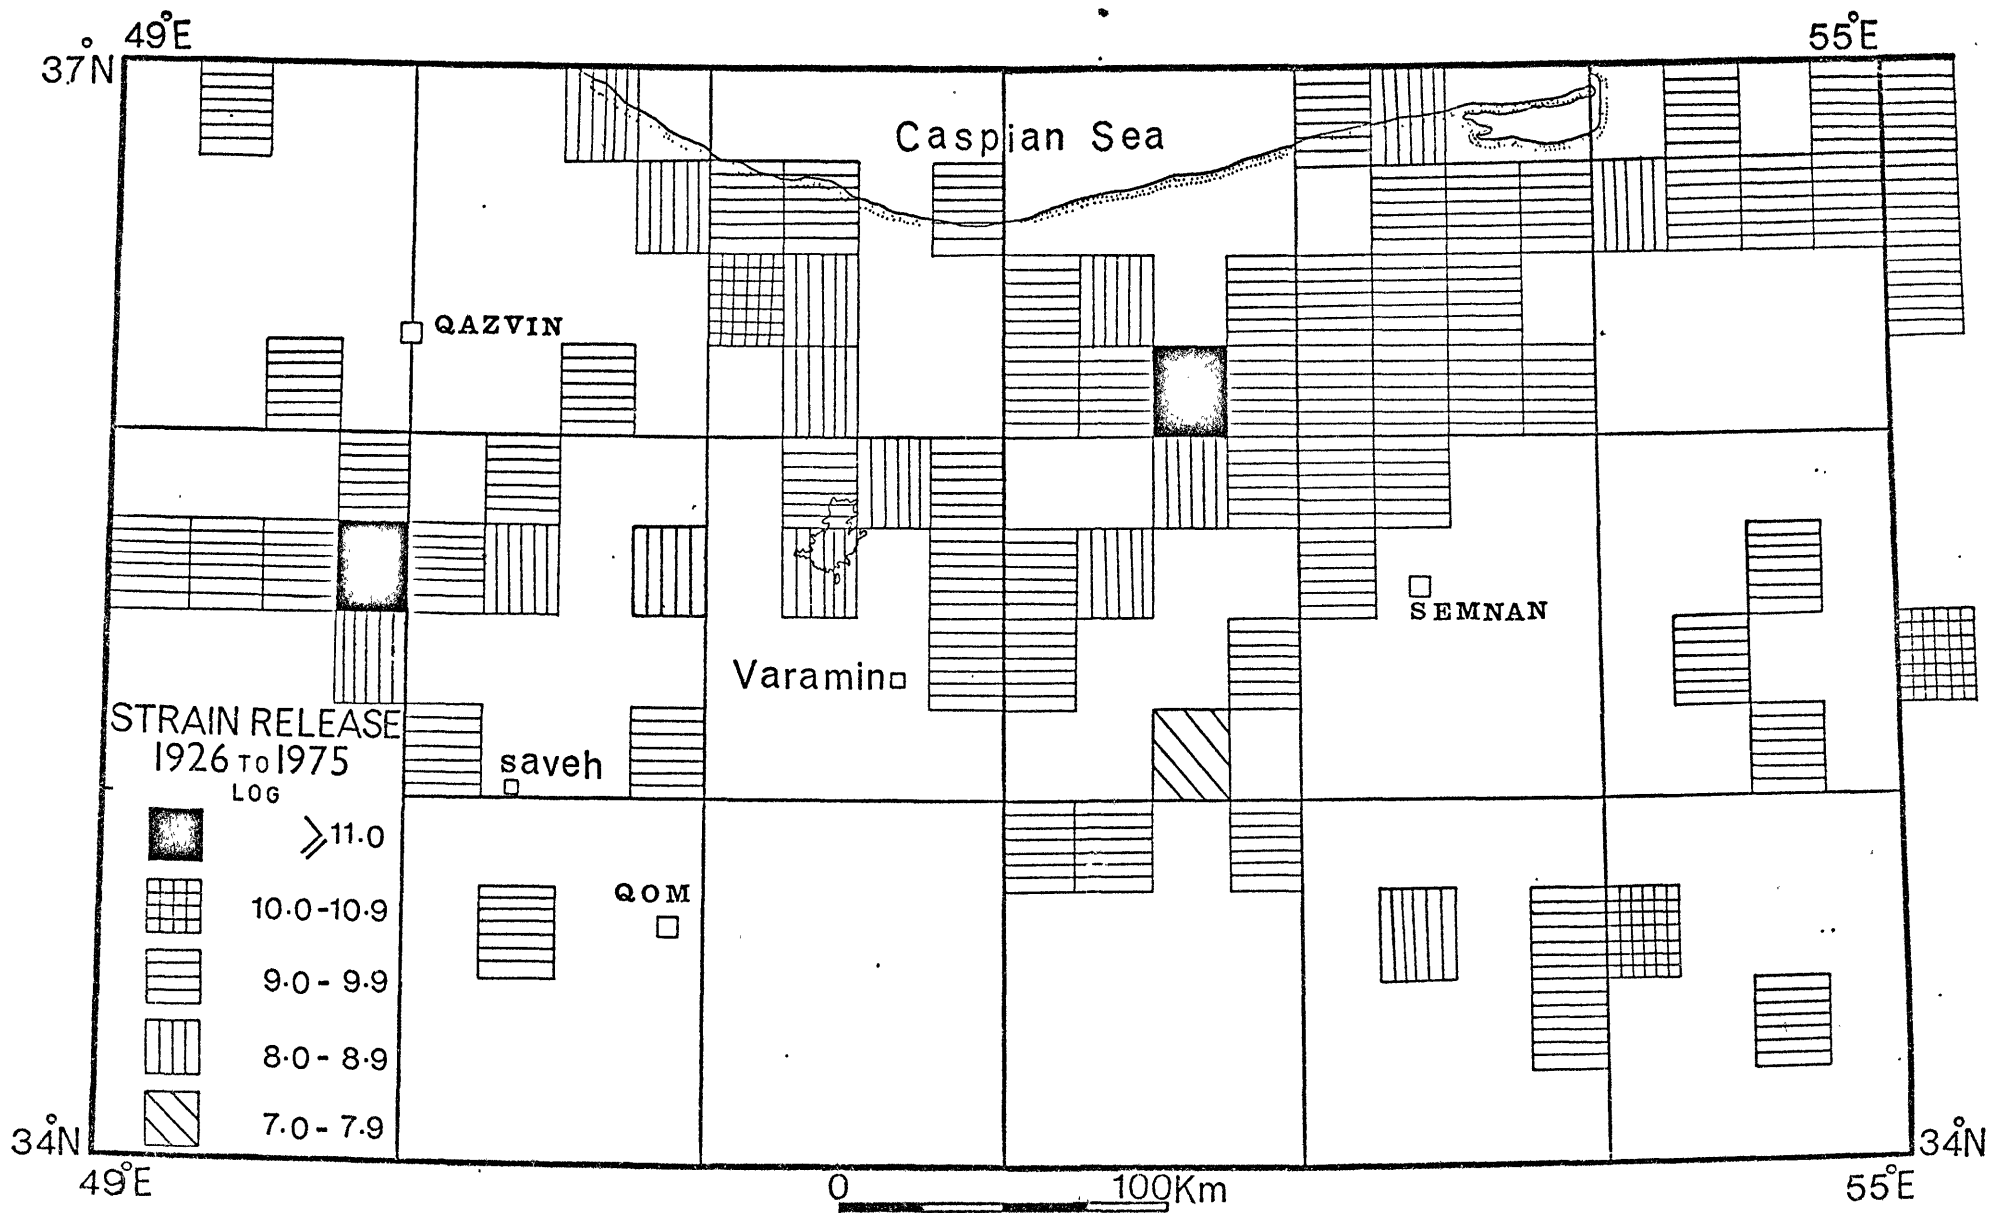 49°E
55°E
37°N
Caspian Sea
QAZVIN
SEMNAN
Varamin
STRAIN RELEASE
1926 TO 1975
LOG
saveh
⩾11.0
QOM
10.0-10.9
9.0-9.9
8.0-8.9
7.0-7.9
34°N
34°N
49°E
0
100Km
55°E